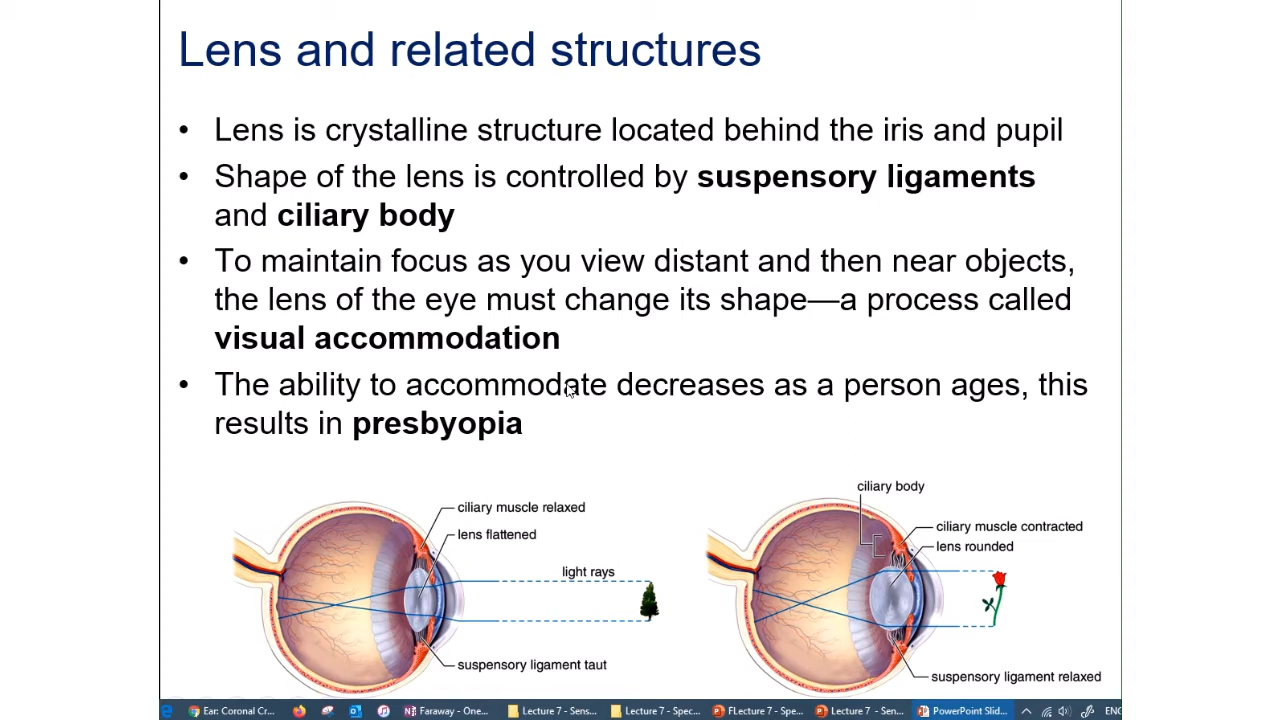 Lens and related structures
• Lens is crystalline structure located behind the iris and pupil
• Shape of the lens is controlled by suspensory ligaments
and ciliary body
• To maintain focus as you view distant and then near objects,
the lens of the eye must change its shape—a process called
visual accommodation
• The ability to accommodate decreases as a person ages, this
results in presbyopia
ciliary muscle relaxed
lens flattened
light rays
suspensory ligament taut
ciliary body
ciliary muscle contracted
lens rounded
suspensory ligament relaxed
Ear: Coronal Cr...
Faraway - One...
Lecture 7 - Sens...
Lecture 7 - Spec...
FLecture 7 - Spe...
Lecture 7 - Sen...
PowerPoint Slid...
ENG